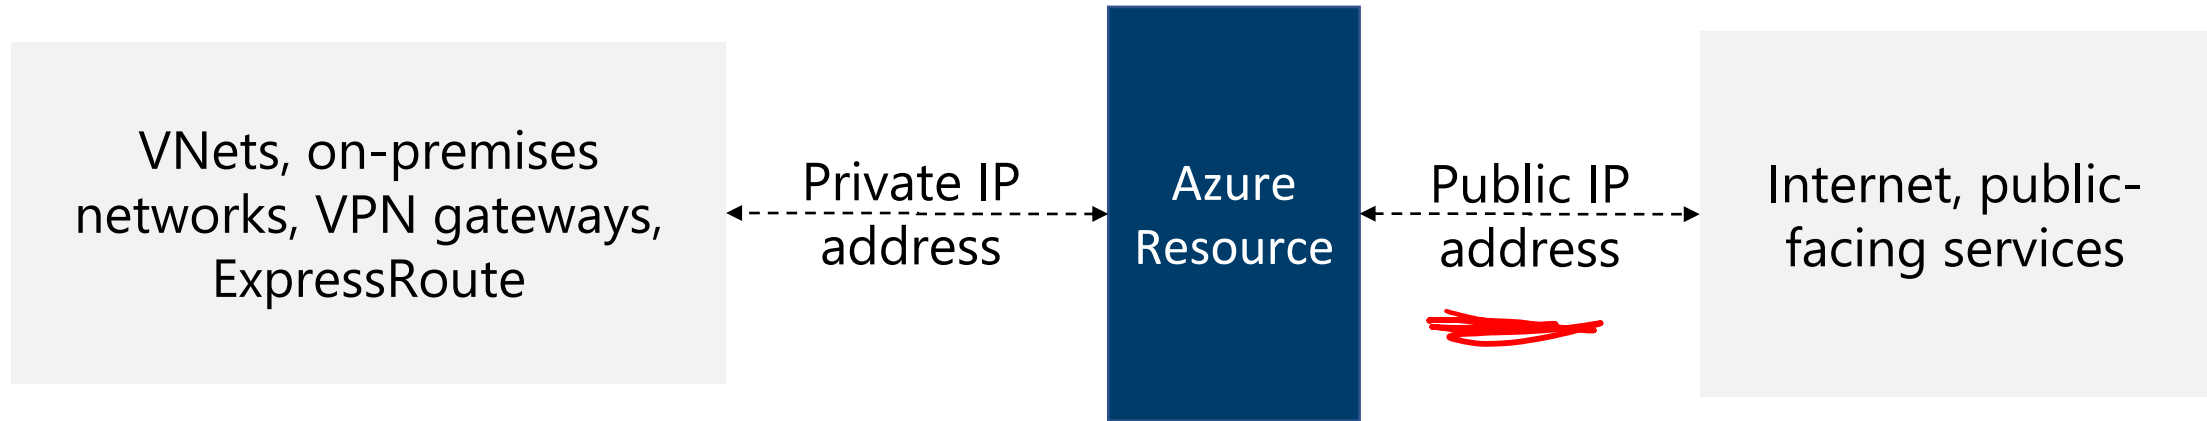 VNets, on-premises
networks, VPN gateways,
ExpressRoute
Private IP
address
Azure
Resource
Public IP
address
Internet, public-
facing services